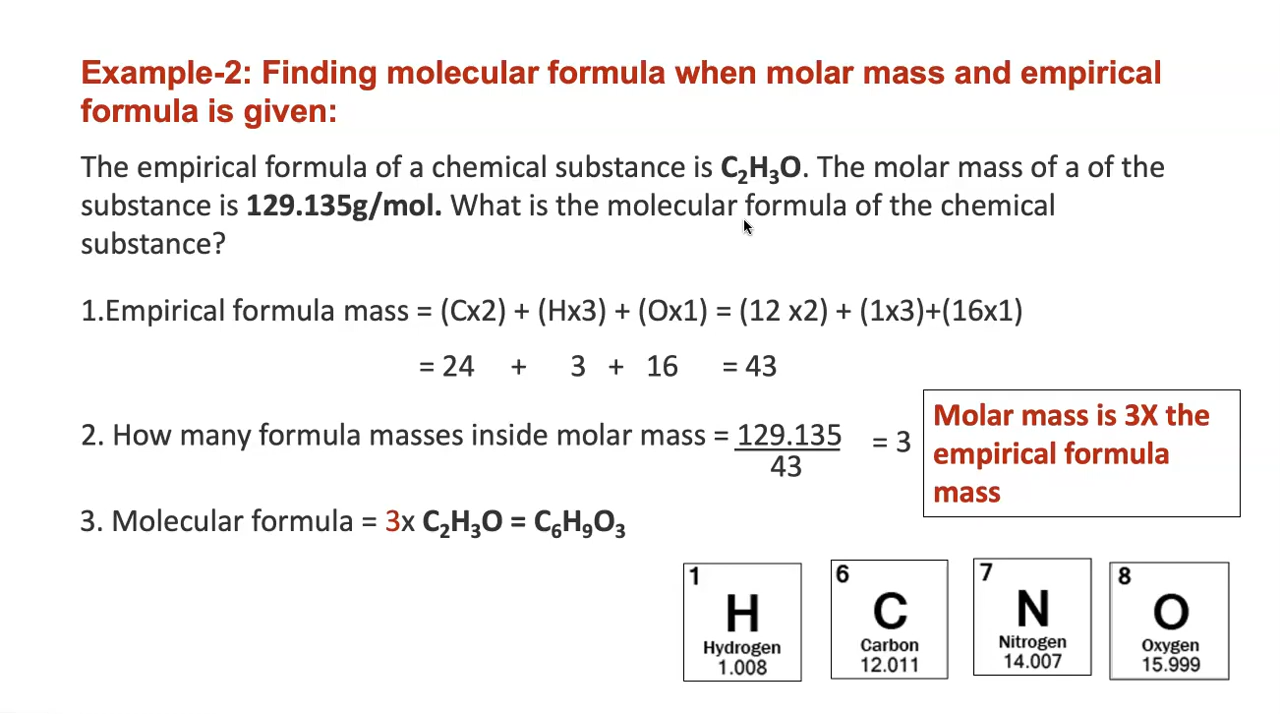 Example-2: Finding molecular formula when molar mass and empirical
formula is given:
The empirical formula of a chemical substance is C₂H₃O. The molar mass of a of the
substance is 129.135g/mol. What is the molecular formula of the chemical
substance?
1.Empirical formula mass = (Cx2) + (Hx3) + (Ox1) = (12 x2) + (1x3)+(16x1)
= 24 + 3 + 16 = 43
2. How many formula masses inside molar mass = 129.135 = 3
43
Molar mass is 3X the
empirical formula
mass
3. Molecular formula = 3x C₂H₃O = C₆H₉O₃
1
H
Hydrogen
1.008
6
C
Carbon
12.011
7
N
Nitrogen
14.007
8
O
Oxygen
15.999